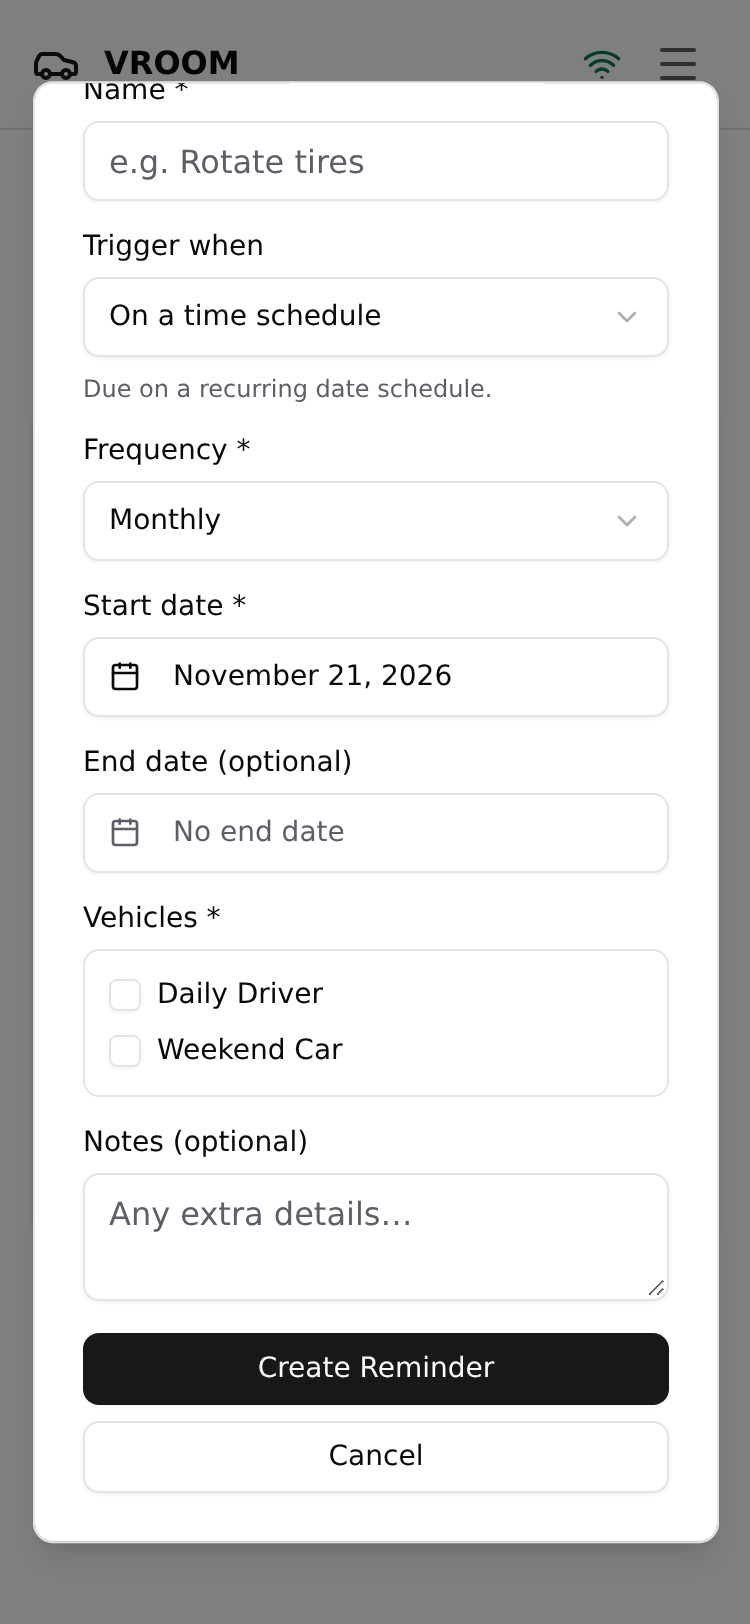 VROOM
Name *
e.g. Rotate tires
Trigger when
On a time schedule
Due on a recurring date schedule.
Frequency *
Monthly
Start date *
November 21, 2026
End date (optional)
No end date
Vehicles *
Daily Driver
Weekend Car
Notes (optional)
Any extra details...
Create Reminder
Cancel